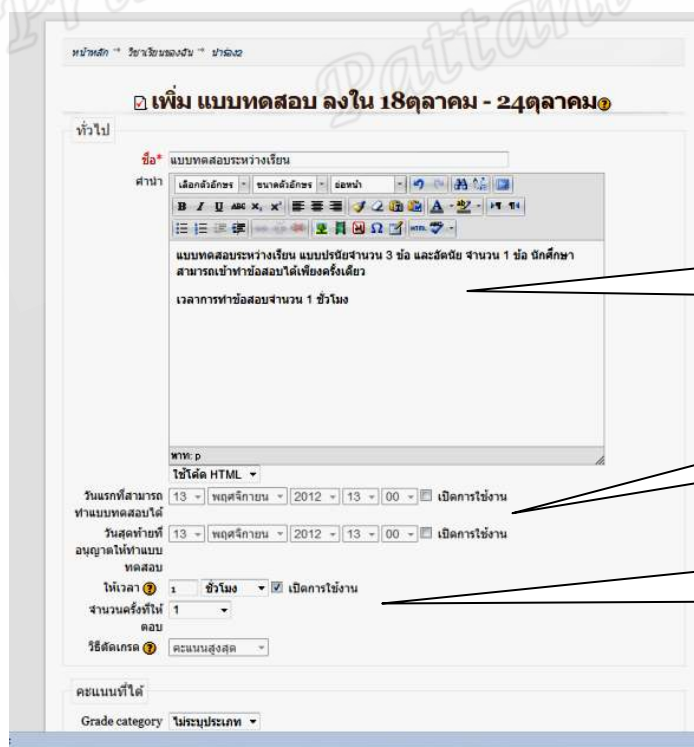 Pattani
หน้าหลัก → วิชาเรียนของฉัน → ปาร์อง2
เพิ่ม แบบทดสอบ ลงใน 18ตุลาคม - 24ตุลาคม
ทั่วไป
ชื่อ* แบบทดสอบระหว่างเรียน
คำนำ เลือกตัวอักษร ขนาดตัวอักษร ย่อหน้า
B I U ABC X, X² A
HTML
แบบทดสอบระหว่างเรียน แบบปรนัยจำนวน 3 ข้อ และอัตนัย จำนวน 1 ข้อ นักศึกษา
สามารถเข้าทำข้อสอบได้เพียงครั้งเดียว
เวลาการทำข้อสอบจำนวน 1 ชั่วโมง
พาท: p
ใช้โค้ด HTML
วันแรกที่สามารถ 13 พฤศจิกายน 2012 13 00 เปิดการใช้งาน
ทำแบบทดสอบได้
วันสุดท้ายที่ 13 พฤศจิกายน 2012 13 00 เปิดการใช้งาน
อนุญาตให้ทำแบบ
ทดสอบ
ให้เวลา 1 ชั่วโมง เปิดการใช้งาน
จำนวนครั้งที่ให้ 1
ตอบ
วิธีตัดเกรด คะแนนสูงสุด
คะแนนที่ได้
Grade category ไม่ระบุประเภท